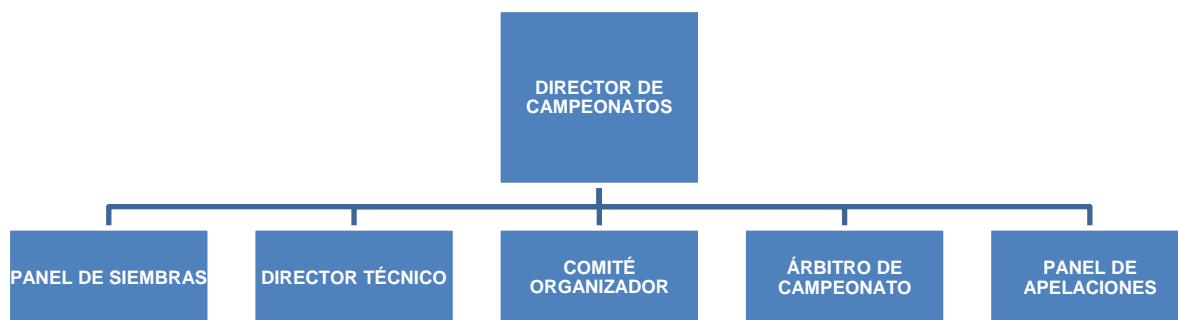 DIRECTOR DE
CAMPEONATOS
PANEL DE SIEMBRAS
DIRECTOR TÉCNICO
COMITÉ
ORGANIZADOR
ÁRBITRO DE
CAMPEONATO
PANEL DE
APELACIONES